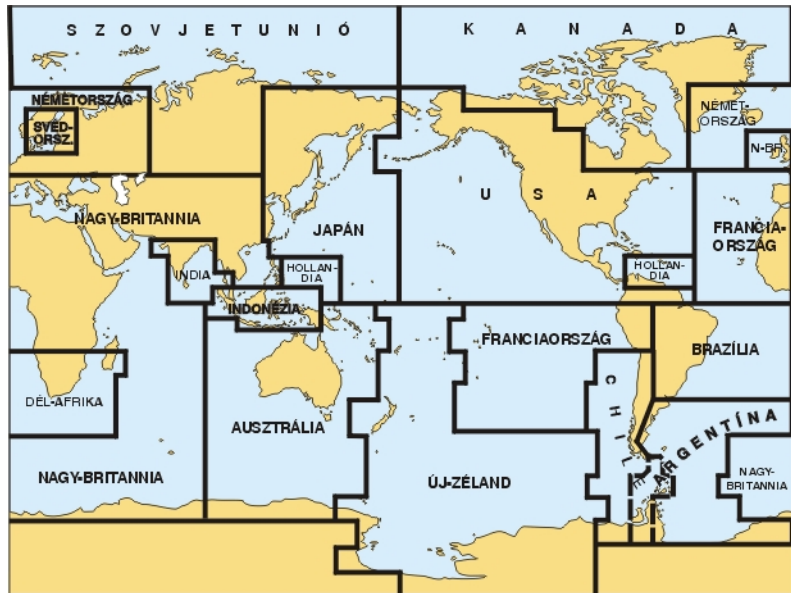 SZOVJETUNIÓ
KANADA
NÉMETORSZÁG
SVÉD-
ORSZ.
NÉMET-
ORSZÁG
N-BR.
NAGY-BRITANNIA
JAPÁN
USA
FRANCIA-
ORSZÁG
INDIA
HOLLAN-
DIA
HOLLAN-
DIA
INDONÉZIA
FRANCIAORSZÁG
BRAZÍLIA
DÉL-AFRIKA
AUSZTRÁLIA
CHILE
ARGENTÍNA
NAGY-BRITANNIA
ÚJ-ZÉLAND
NAGY-
BRITANNIA